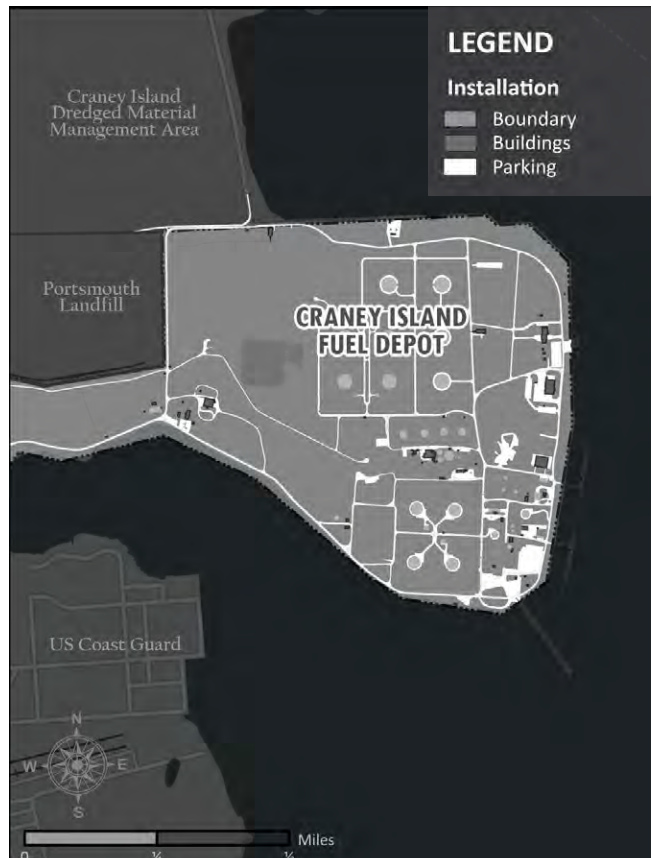 LEGEND
Installation
Boundary
Buildings
Parking
Craney Island
Dredged Material
Management Area
Portsmouth
Landfill
CRANEY ISLAND
FUEL DEPOT
US Coast Guard
N
W
E
S
Miles